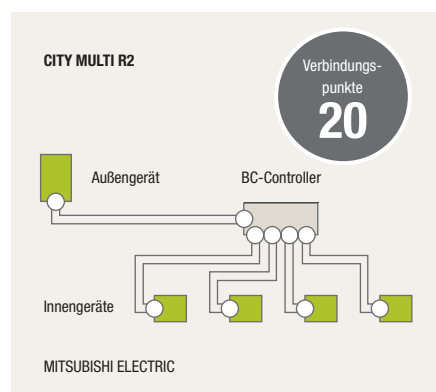 CITY MULTI R2
Verbindungs-
punkte
20
Außengerät
BC-Controller
Innengeräte
MITSUBISHI ELECTRIC